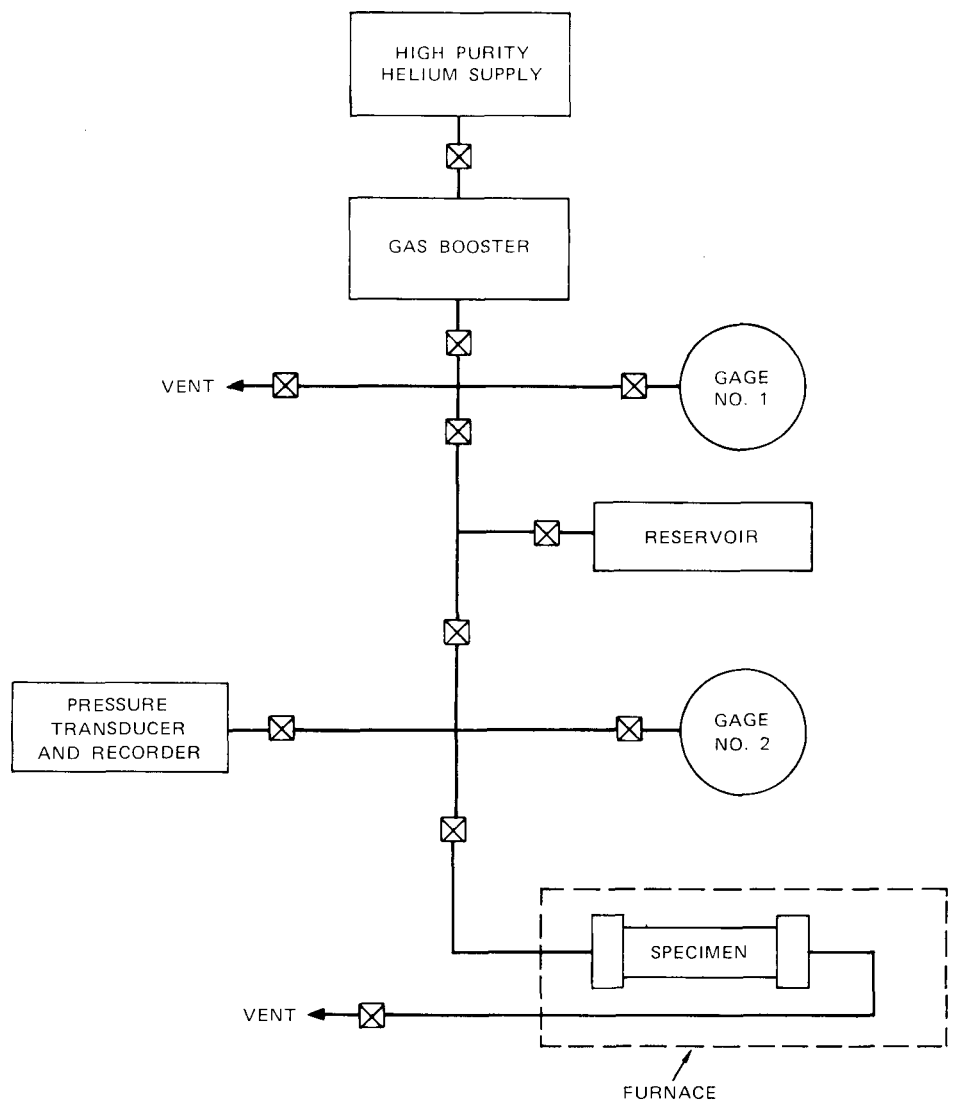 HIGH PURITY
HELIUM SUPPLY
GAS BOOSTER
VENT
GAGE
NO. 1
RESERVOIR
PRESSURE
TRANSDUCER
AND RECORDER
GAGE
NO. 2
SPECIMEN
VENT
FURNACE